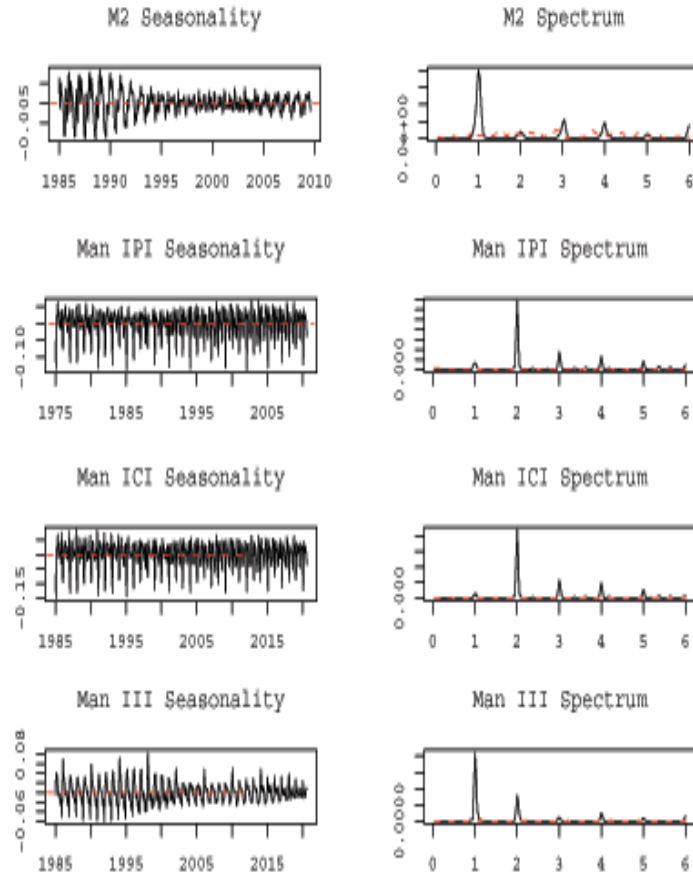 M2 Seasonality
M2 Spectrum
-0.005
0.0e+00
1985 1990 1995 2000 2005 2010
0 1 2 3 4 5 6
Man IPI Seasonality
Man IPI Spectrum
-0.10
0.000
1975 1985 1995 2005
0 1 2 3 4 5 6
Man ICI Seasonality
Man ICI Spectrum
-0.15
0.000
1985 1995 2005 2015
0 1 2 3 4 5 6
Man III Seasonality
Man III Spectrum
-0.06 0.08
0.0000
1985 1995 2005 2015
0 1 2 3 4 5 6